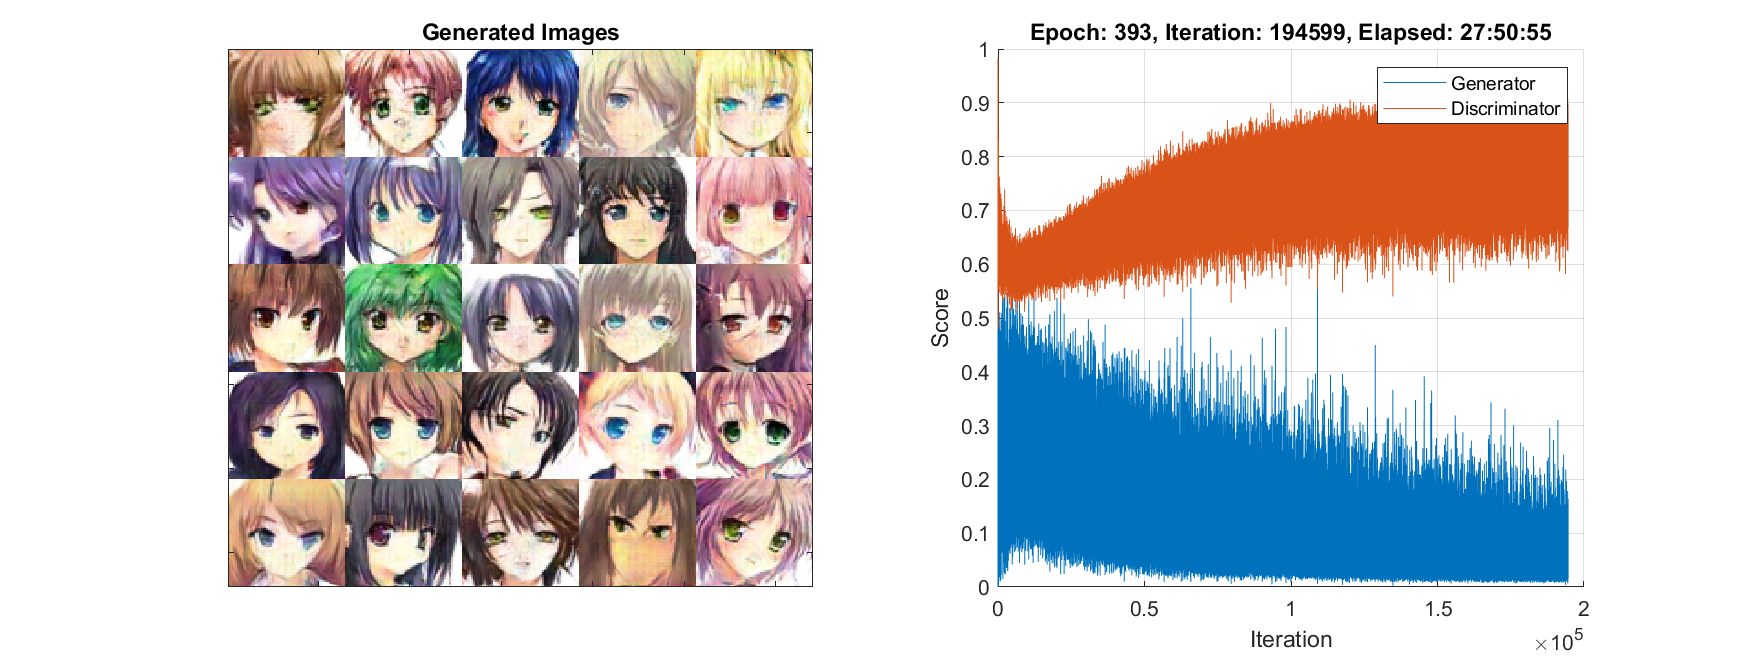 Generated Images
Epoch: 393, Iteration: 194599, Elapsed: 27:50:55
Generator
Discriminator
1
0.9
0.8
0.7
0.6
0.5
0.4
0.3
0.2
0.1
0
Score
0 0.5 1 1.5 2
Iteration
×10^5